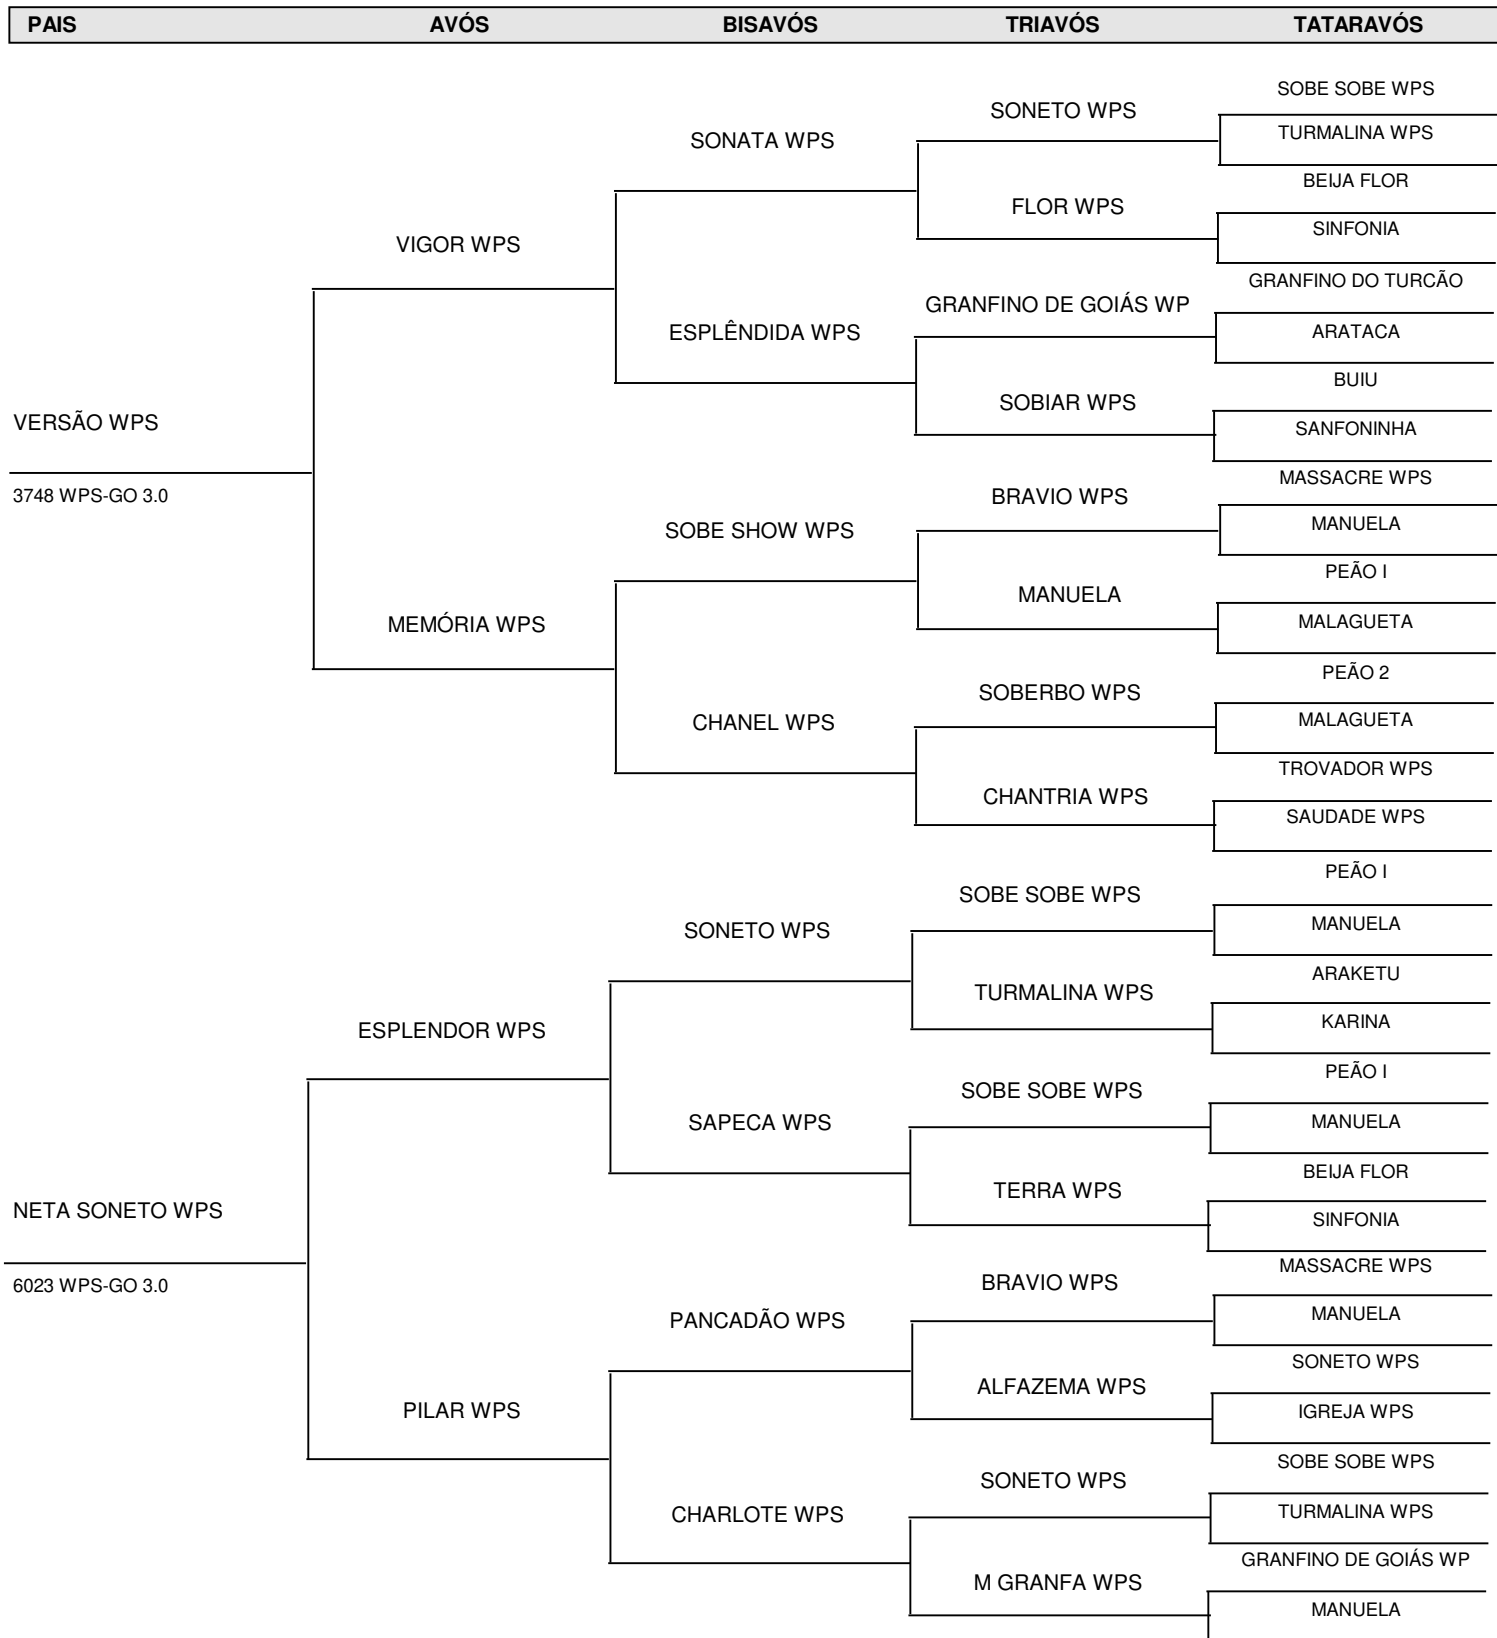 PAIS AVÓS BISAVÓS TRIAVÓS TATARAVÓS
SOBE SOBE WPS
SONETO WPS
TURMALINA WPS
SONATA WPS
BEIJA FLOR
FLOR WPS
SINFONIA
VIGOR WPS
GRANFINO DO TURCÃO
GRANFINO DE GOIÁS WP
ARATACA
ESPLÊNDIDA WPS
BUIU
SOBIAR WPS
SANFONINHA
VERSÃO WPS
3748 WPS-GO 3.0
MASSACRE WPS
BRAVIO WPS
MANUELA
SOBE SHOW WPS
PEÃO I
MANUELA
MALAGUETA
MEMÓRIA WPS
PEÃO 2
SOBERBO WPS
MALAGUETA
CHANEL WPS
TROVADOR WPS
CHANTRIA WPS
SAUDADE WPS
PEÃO I
SOBE SOBE WPS
MANUELA
SONETO WPS
ARAKETU
TURMALINA WPS
KARINA
ESPLENDOR WPS
PEÃO I
SOBE SOBE WPS
MANUELA
SAPECA WPS
BEIJA FLOR
TERRA WPS
SINFONIA
NETA SONETO WPS
6023 WPS-GO 3.0
MASSACRE WPS
BRAVIO WPS
MANUELA
PANCADÃO WPS
SONETO WPS
ALFAZEMA WPS
IGREJA WPS
PILAR WPS
SOBE SOBE WPS
SONETO WPS
TURMALINA WPS
CHARLOTE WPS
GRANFINO DE GOIÁS WP
M GRANFA WPS
MANUELA